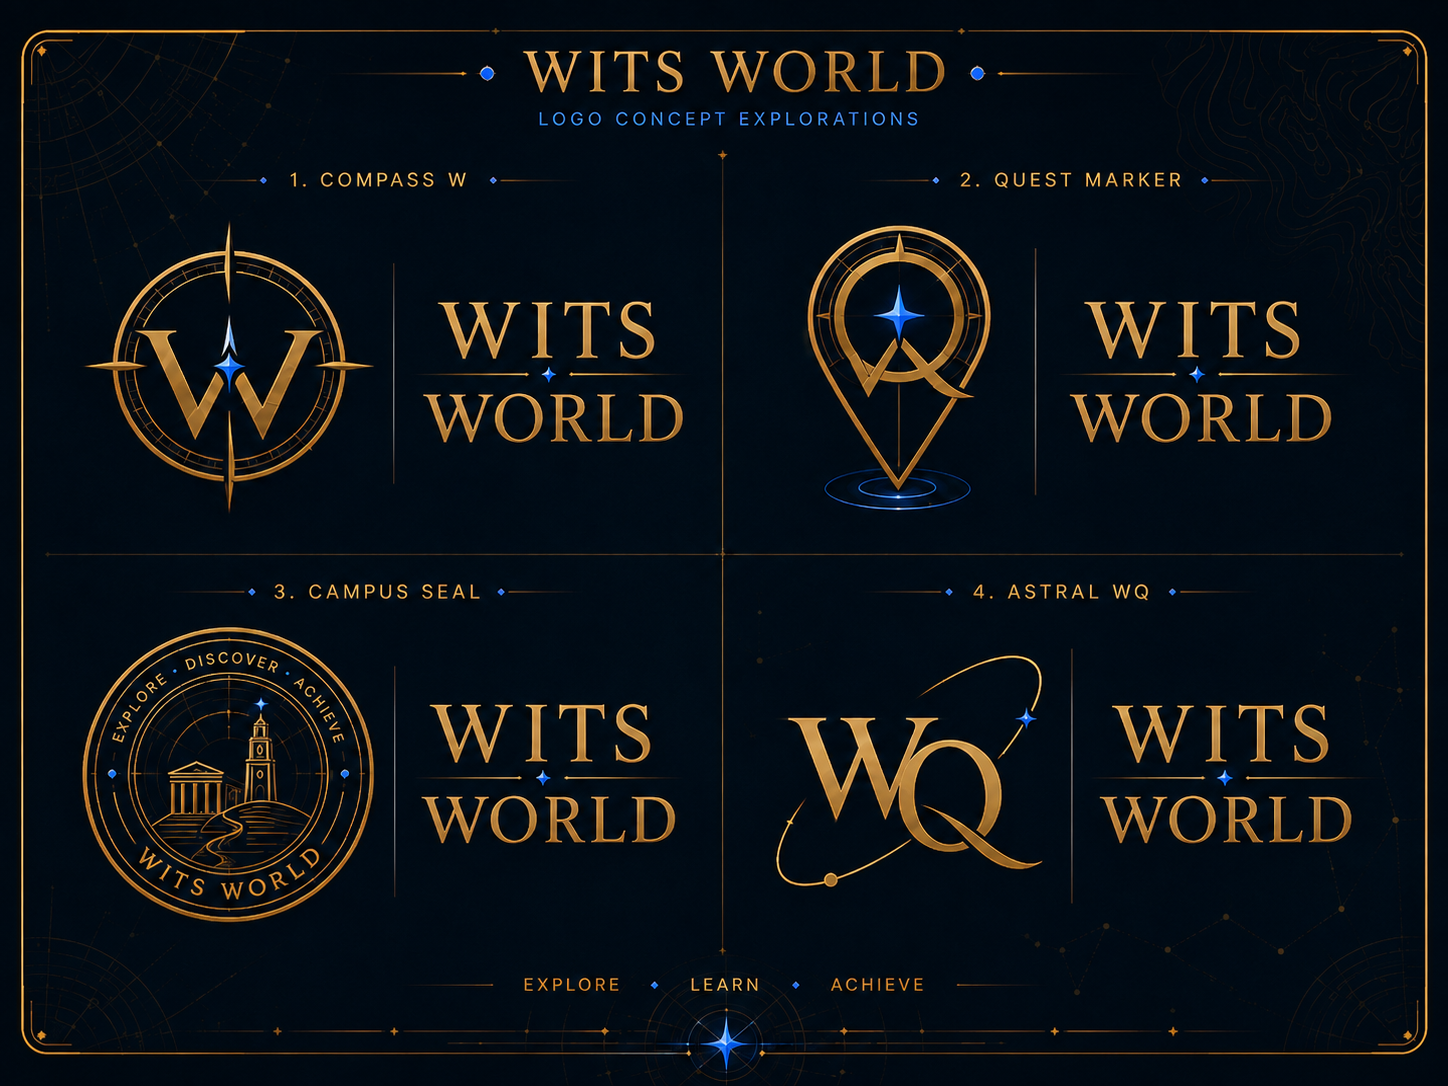 WITS WORLD
LOGO CONCEPT EXPLORATIONS
1. COMPASS W
W
WITS
WORLD
2. QUEST MARKER
Q
WITS
WORLD
3. CAMPUS SEAL
EXPLORE · DISCOVER · ACHIEVE
WITS WORLD
WITS
WORLD
4. ASTRAL WQ
WQ
WITS
WORLD
EXPLORE ◆ LEARN ◆ ACHIEVE